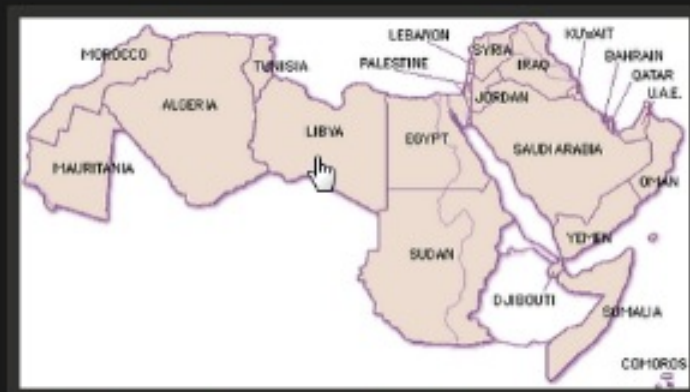 LEBANON
KUWAIT
MOROCCO
SYRIA
BAHRAIN
TUNISIA
PALESTINE
IRAQ
QATAR
U.A.E.
ALGERIA
JORDAN
LIBYA
EGYPT
SAUDI ARABIA
MAURITANIA
OMAN
YEMEN
SUDAN
DJIBOUTI
SOMALIA
COMOROS